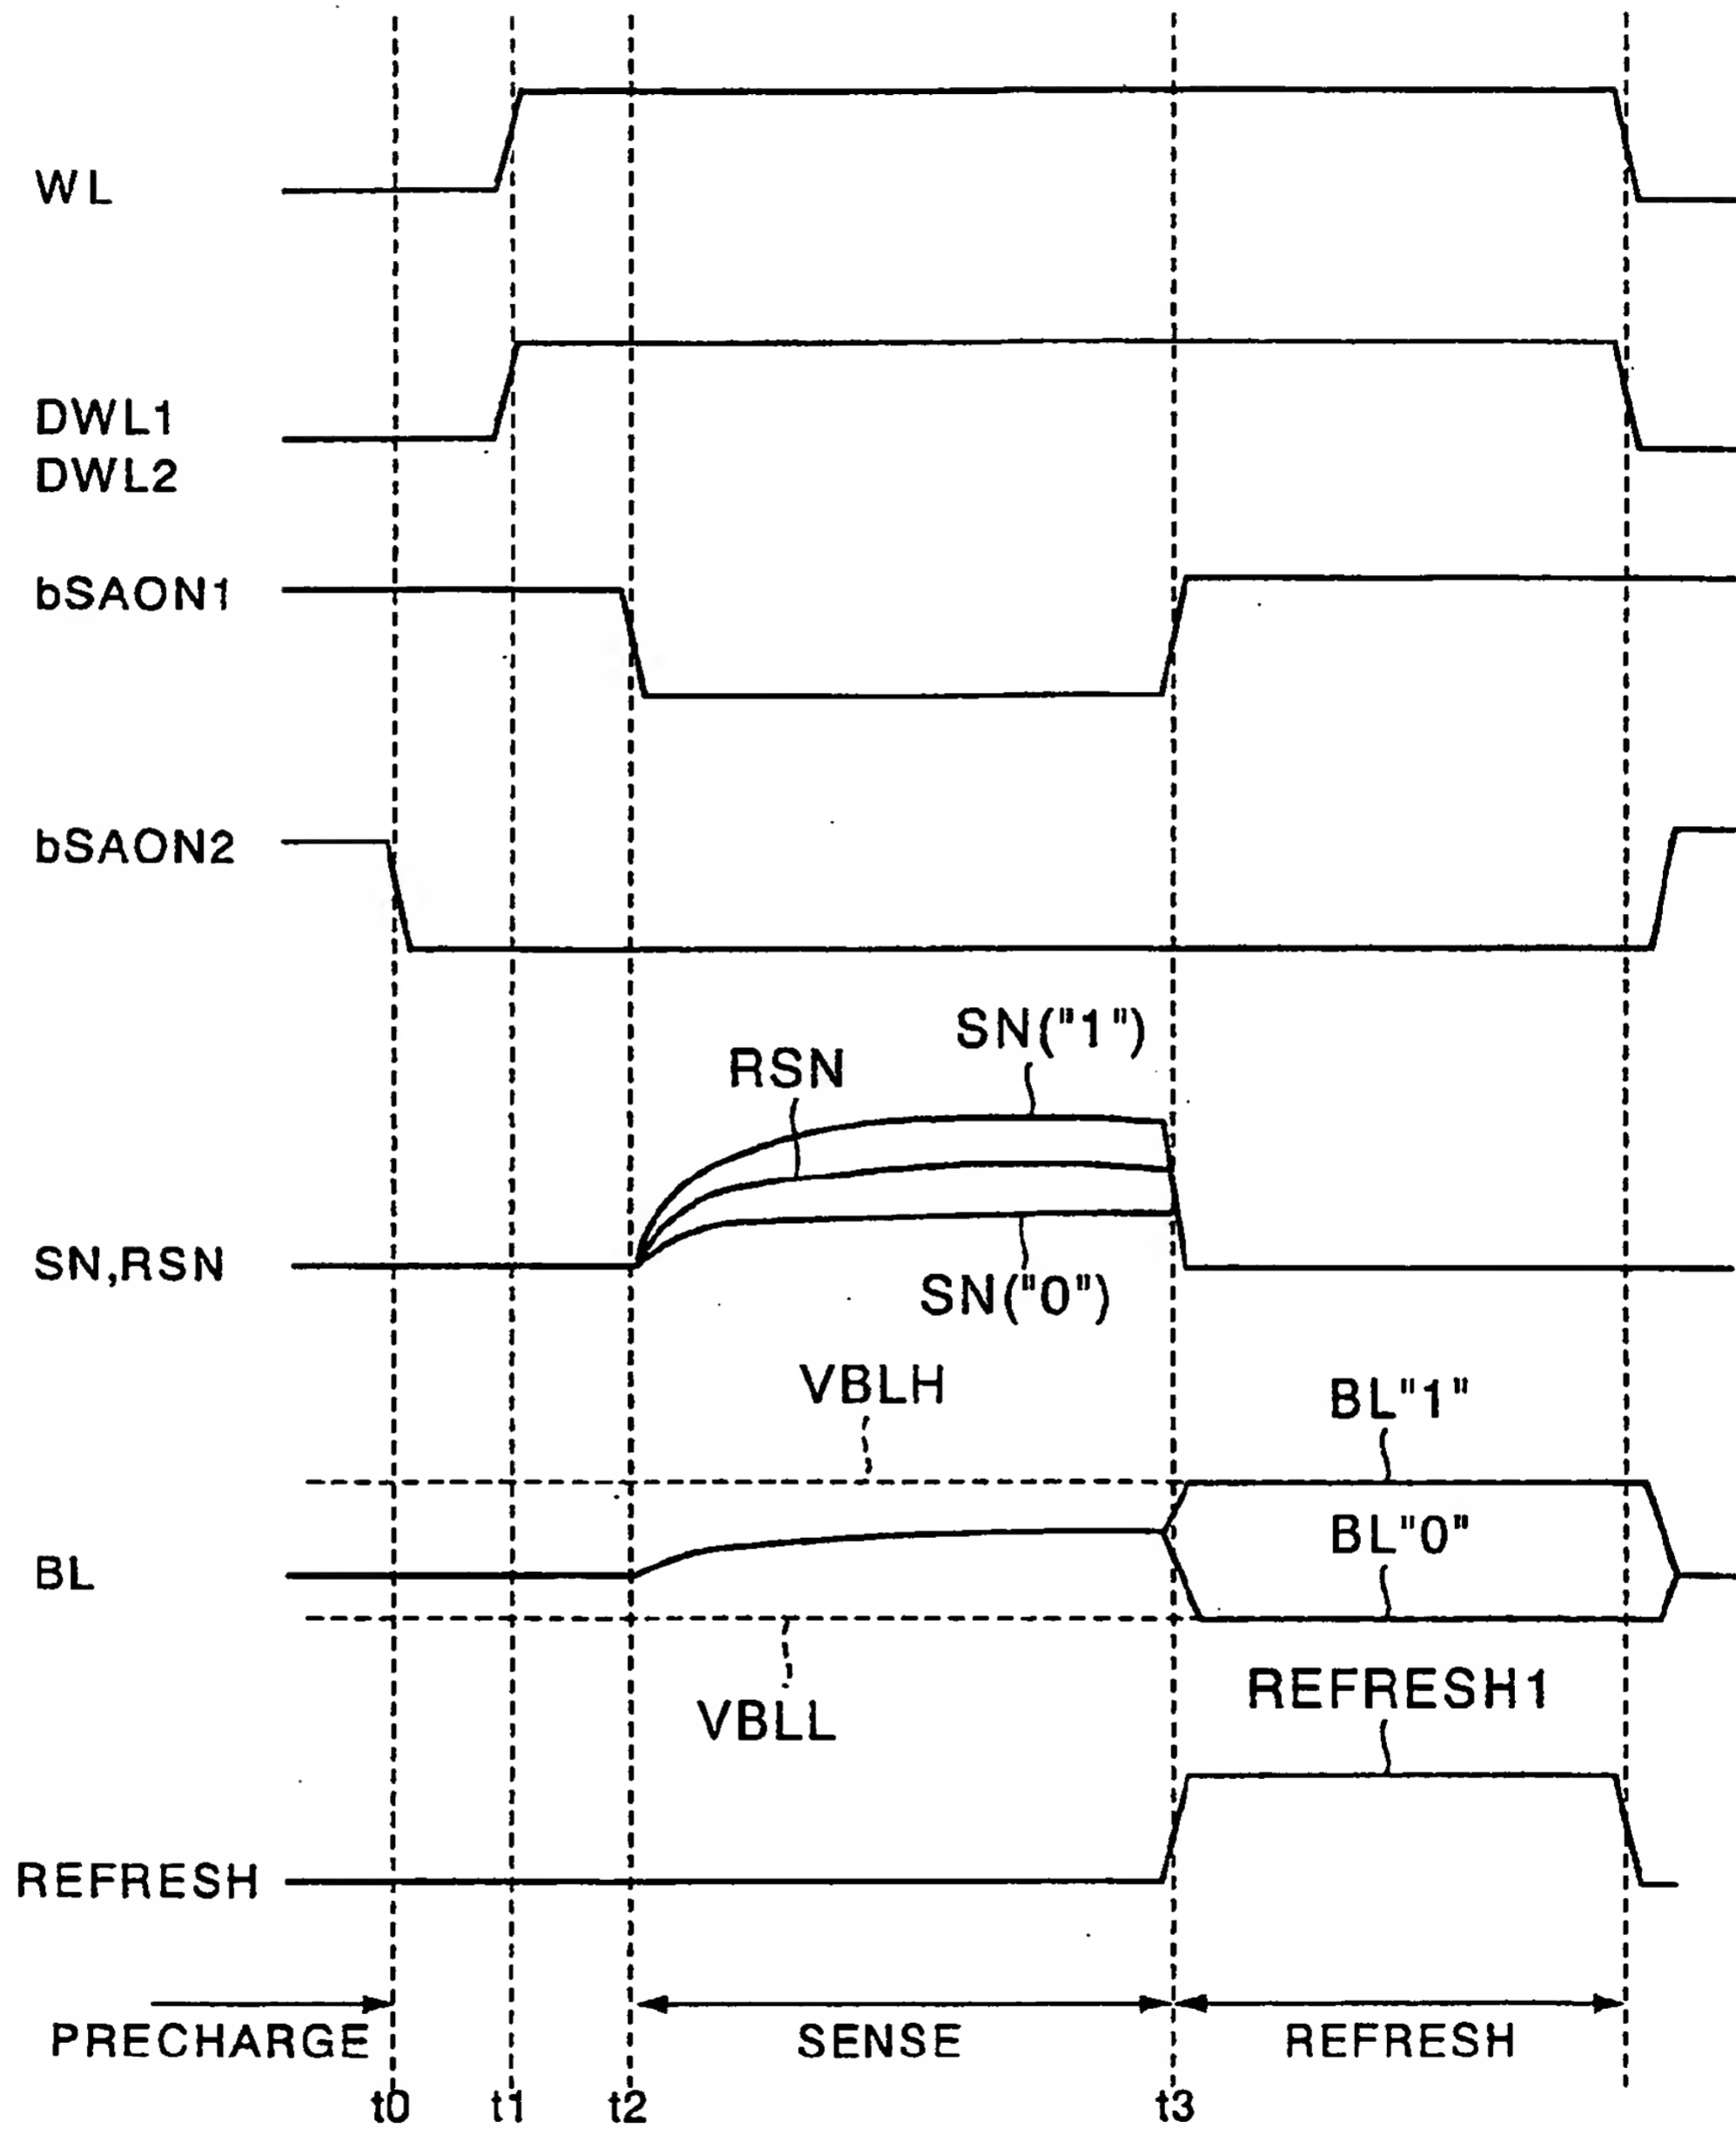 WL
DWL1
DWL2
bSAON1
bSAON2
SN("1")
RSN
SN,RSN
SN("0")
VBLH
BL"1"
BL"0"
BL
REFRESH1
VBLL
REFRESH
PRECHARGE
SENSE
REFRESH
t0
t1
t2
t3